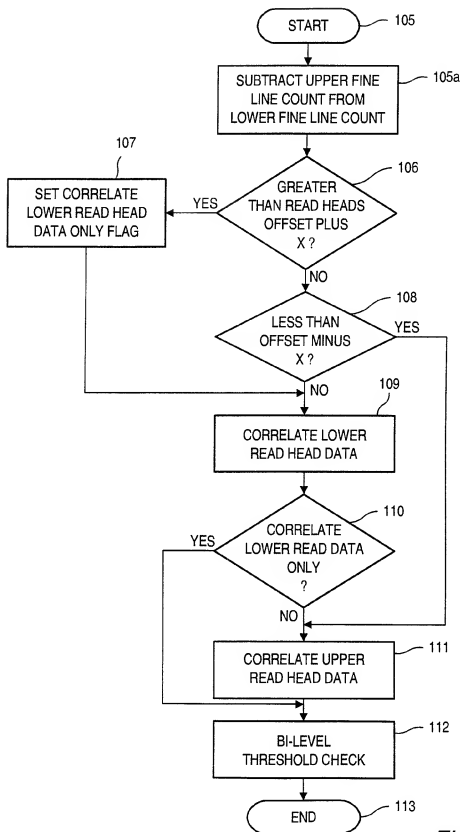 START
105
SUBTRACT UPPER FINE
LINE COUNT FROM
LOWER FINE LINE COUNT
105a
107
SET CORRELATE
LOWER READ HEAD
DATA ONLY FLAG
YES
GREATER
THAN READ HEADS
OFFSET PLUS
X ?
106
NO
108
LESS THAN
OFFSET MINUS
X ?
YES
NO
109
CORRELATE LOWER
READ HEAD DATA
110
YES
CORRELATE
LOWER READ DATA
ONLY
?
NO
CORRELATE UPPER
READ HEAD DATA
111
BI-LEVEL
THRESHOLD CHECK
112
END
113